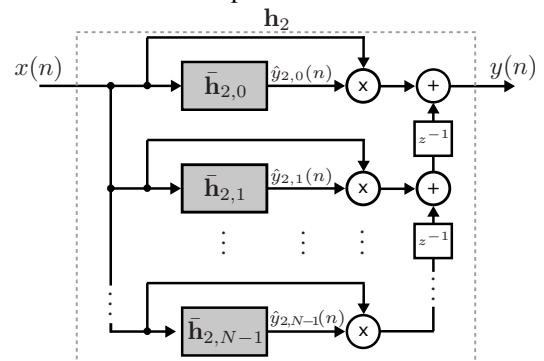 h₂
x(n) h̄₂,₀ ŷ₂,₀(n) x + y(n)
z⁻¹
h̄₂,₁ ŷ₂,₁(n) x +
z⁻¹
h̄₂,N−1 ŷ₂,N−1(n) x